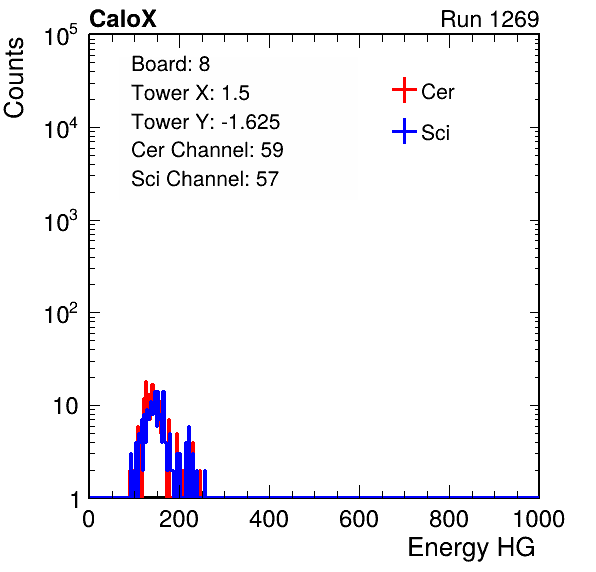 CaloX Run 1269
Counts
10^5
10^4
10^3
10^2
10
1
Board: 8
Tower X: 1.5
Tower Y: -1.625
Cer Channel: 59
Sci Channel: 57
Cer
Sci
0 200 400 600 800 1000
Energy HG